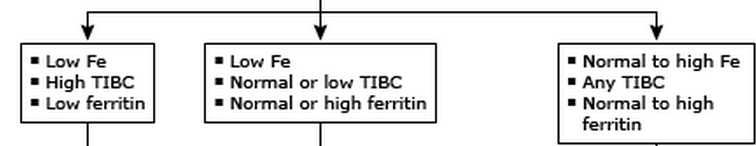 ▪ Low Fe
▪ High TIBC
▪ Low ferritin
▪ Low Fe
▪ Normal or low TIBC
▪ Normal or high ferritin
▪ Normal to high Fe
▪ Any TIBC
▪ Normal to high
ferritin